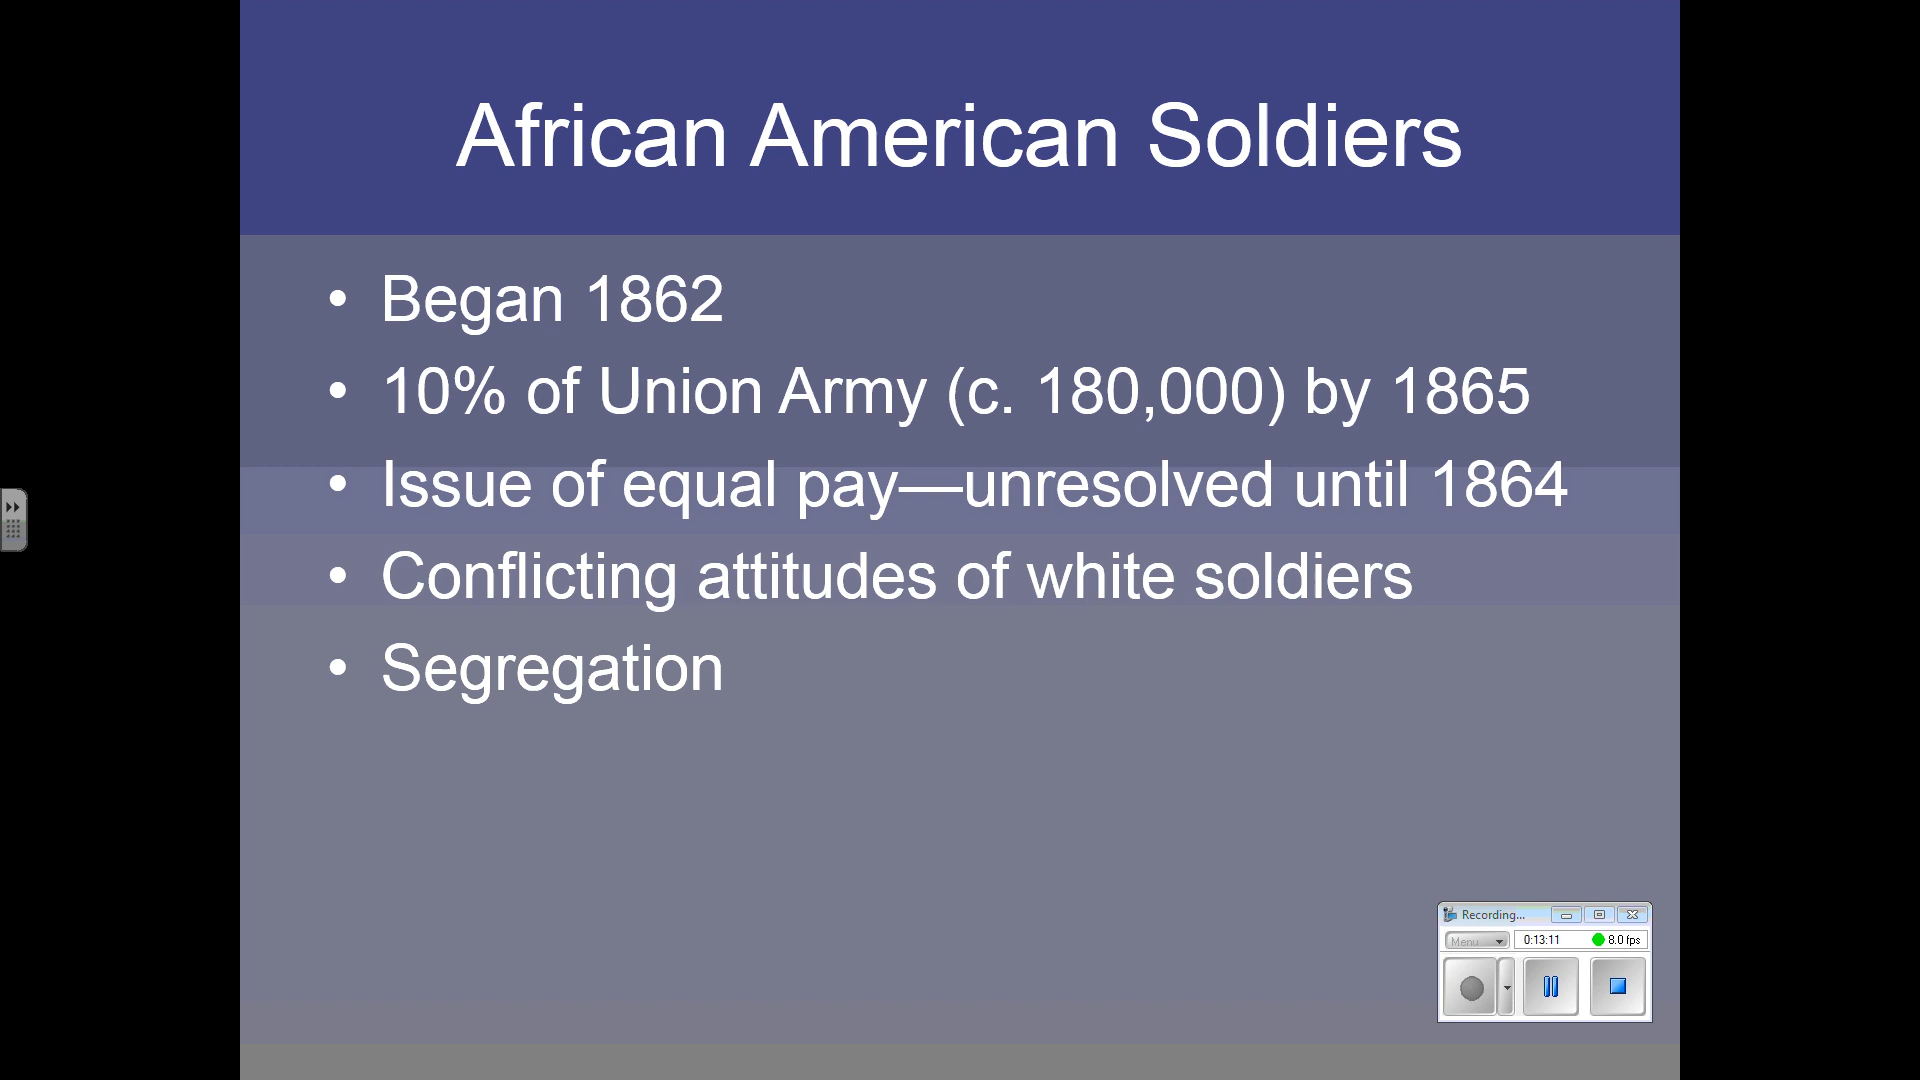 African American Soldiers
• Began 1862
• 10% of Union Army (c. 180,000) by 1865
• Issue of equal pay—unresolved until 1864
• Conflicting attitudes of white soldiers
• Segregation
Recording...
Menu
0:13:11
8.0 fps